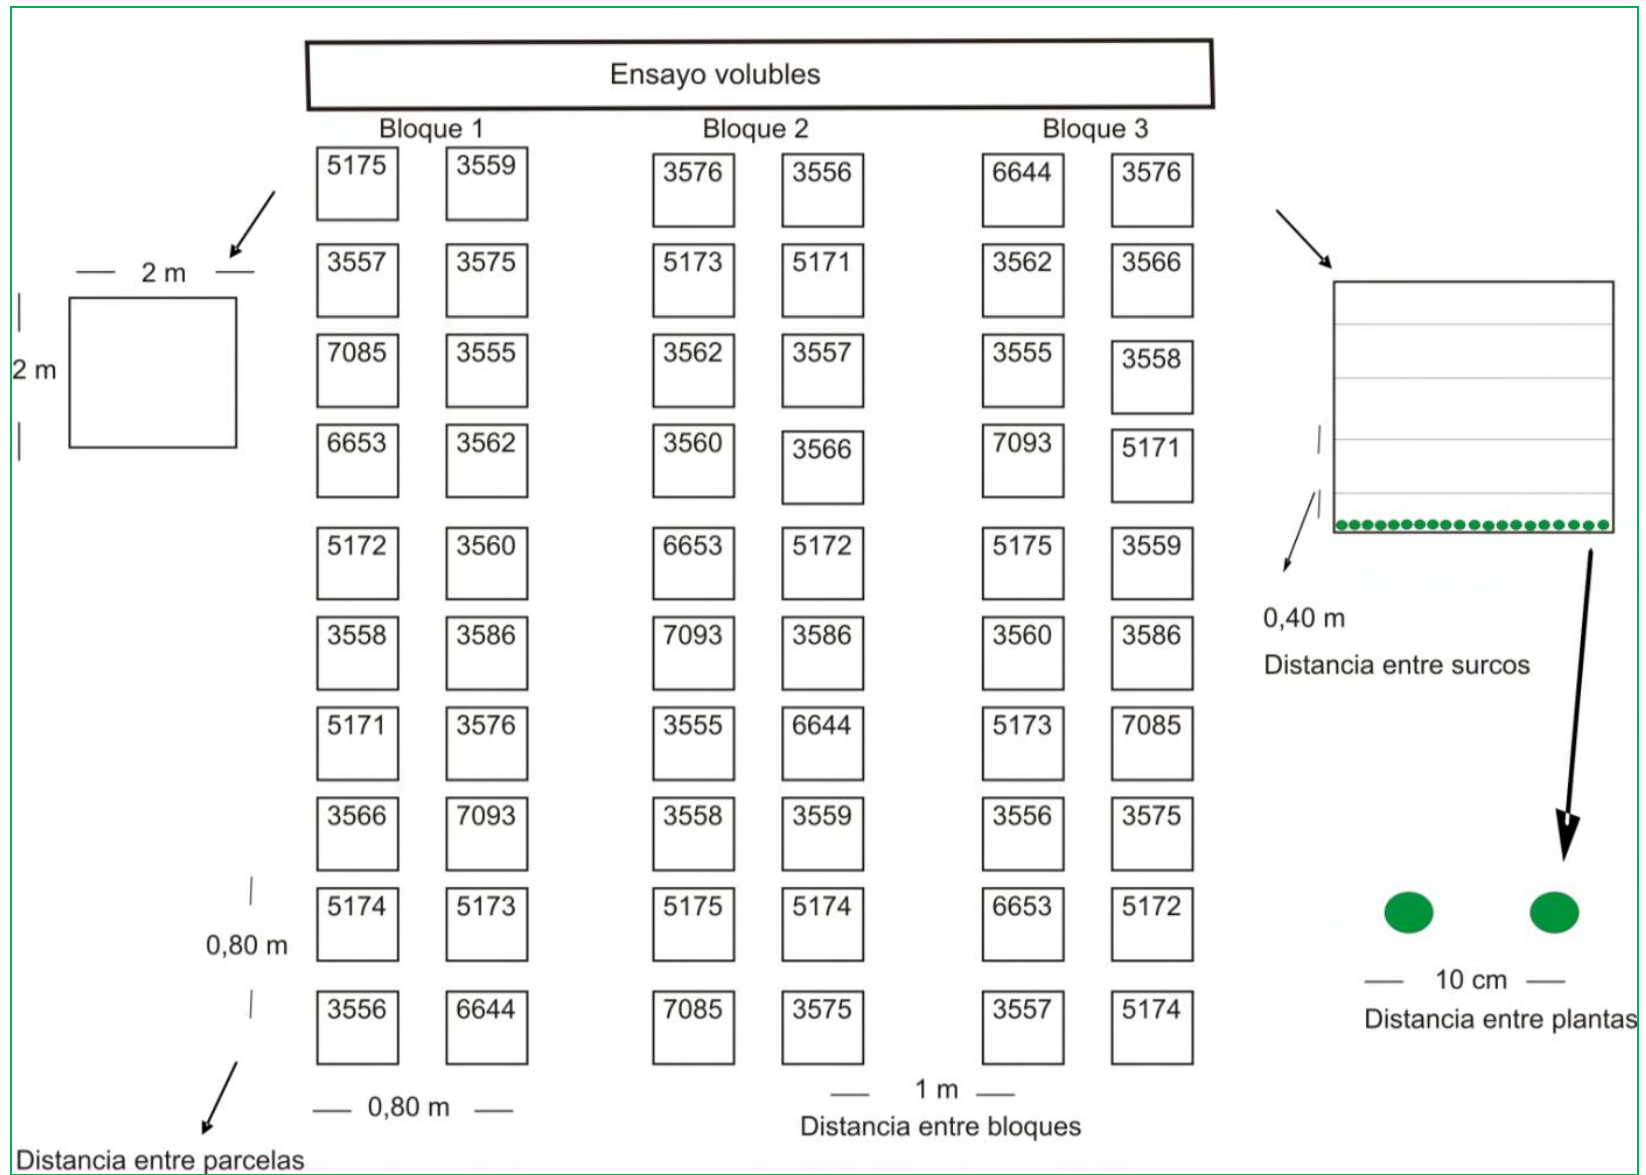 Ensayo volubles
Bloque 1 Bloque 2 Bloque 3
5175 3559 3576 3556 6644 3576
3557 3575 5173 5171 3562 3566
2 m
7085 3555 3562 3557 3555 3558
2 m
6653 3562 3560 3566 7093 5171
5172 3560 6653 5172 5175 3559
0,40 m
3558 3586 7093 3586 3560 3586
Distancia entre surcos
5171 3576 3555 6644 5173 7085
3566 7093 3558 3559 3556 3575
5174 5173 5175 5174 6653 5172
0,80 m
10 cm
3556 6644 7085 3575 3557 5174
Distancia entre plantas
1 m
0,80 m
Distancia entre bloques
Distancia entre parcelas